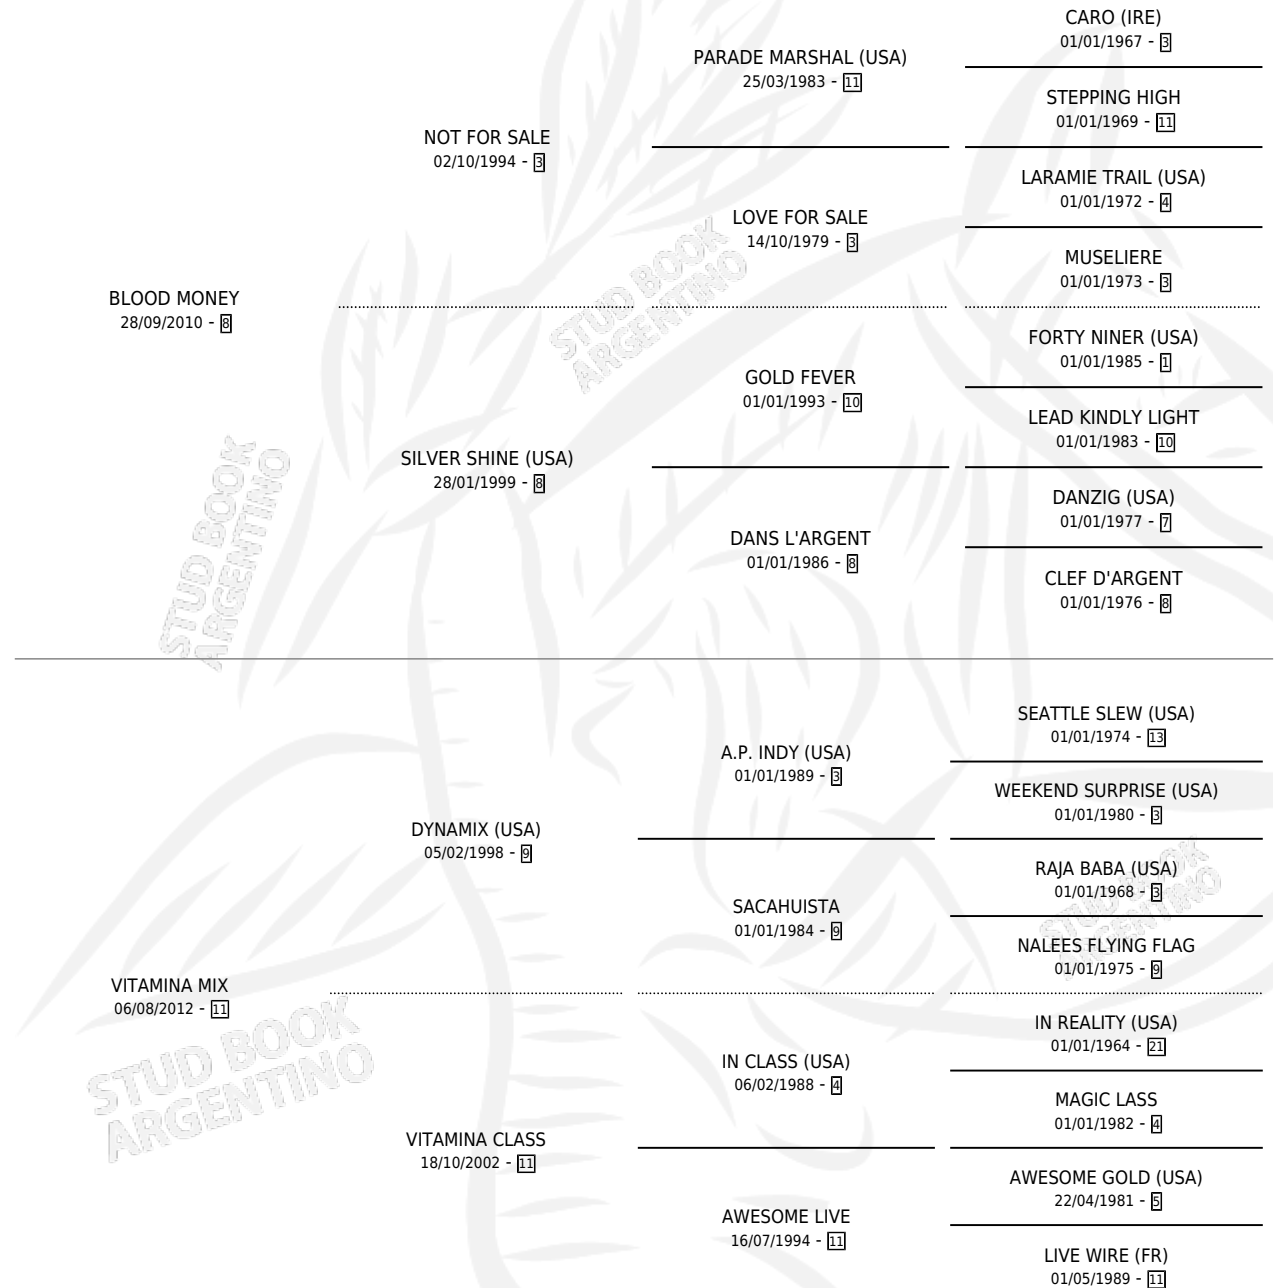 CARO (IRE)
01/01/1967 - 3
PARADE MARSHAL (USA)
25/03/1983 - 11
STEPPING HIGH
01/01/1969 - 11
NOT FOR SALE
02/10/1994 - 3
LARAMIE TRAIL (USA)
01/01/1972 - 4
LOVE FOR SALE
14/10/1979 - 3
MUSELIERE
01/01/1973 - 3
BLOOD MONEY
28/09/2010 - 8
FORTY NINER (USA)
01/01/1985 - 1
GOLD FEVER
01/01/1993 - 10
LEAD KINDLY LIGHT
01/01/1983 - 10
SILVER SHINE (USA)
28/01/1999 - 8
DANZIG (USA)
01/01/1977 - 7
DANS L'ARGENT
01/01/1986 - 8
CLEF D'ARGENT
01/01/1976 - 8
STUD BOOK
ARGENTINO
STUD BOOK
ARGENTINO
SEATTLE SLEW (USA)
01/01/1974 - 13
A.P. INDY (USA)
01/01/1989 - 3
WEEKEND SURPRISE (USA)
01/01/1980 - 3
DYNAMIX (USA)
05/02/1998 - 9
RAJA BABA (USA)
01/01/1968 - 3
SACAHUISTA
01/01/1984 - 9
NALEES FLYING FLAG
01/01/1975 - 9
VITAMINA MIX
06/08/2012 - 11
IN REALITY (USA)
01/01/1964 - 21
IN CLASS (USA)
06/02/1988 - 4
MAGIC LASS
01/01/1982 - 4
VITAMINA CLASS
18/10/2002 - 11
AWESOME GOLD (USA)
22/04/1981 - 5
AWESOME LIVE
16/07/1994 - 11
LIVE WIRE (FR)
01/05/1989 - 11
STUD BOOK
ARGENTINO
STUD BOOK
ARGENTINO